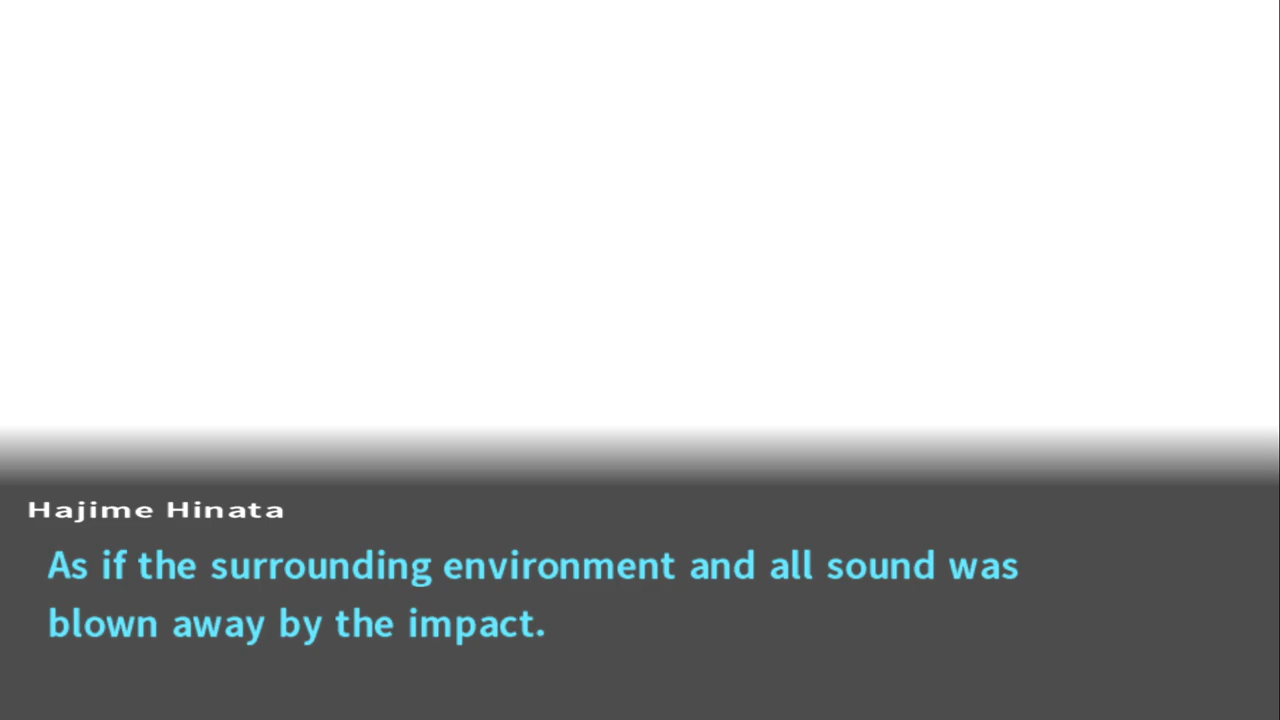 Hajime Hinata
As if the surrounding environment and all sound was
blown away by the impact.